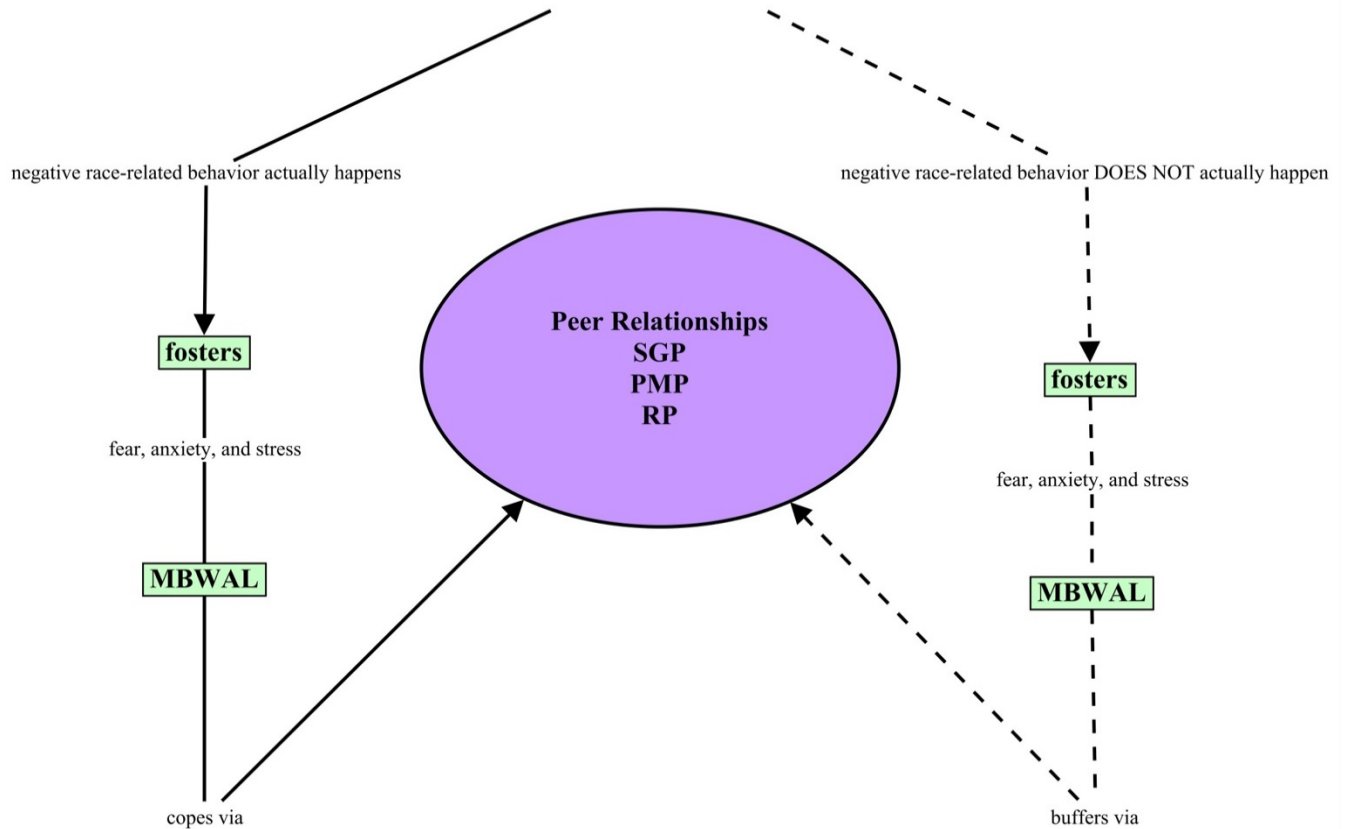 negative race-related behavior actually happens
negative race-related behavior DOES NOT actually happen
Peer Relationships
SGP
PMP
RP
fosters
fosters
fear, anxiety, and stress
fear, anxiety, and stress
MBWAL
MBWAL
copes via
buffers via